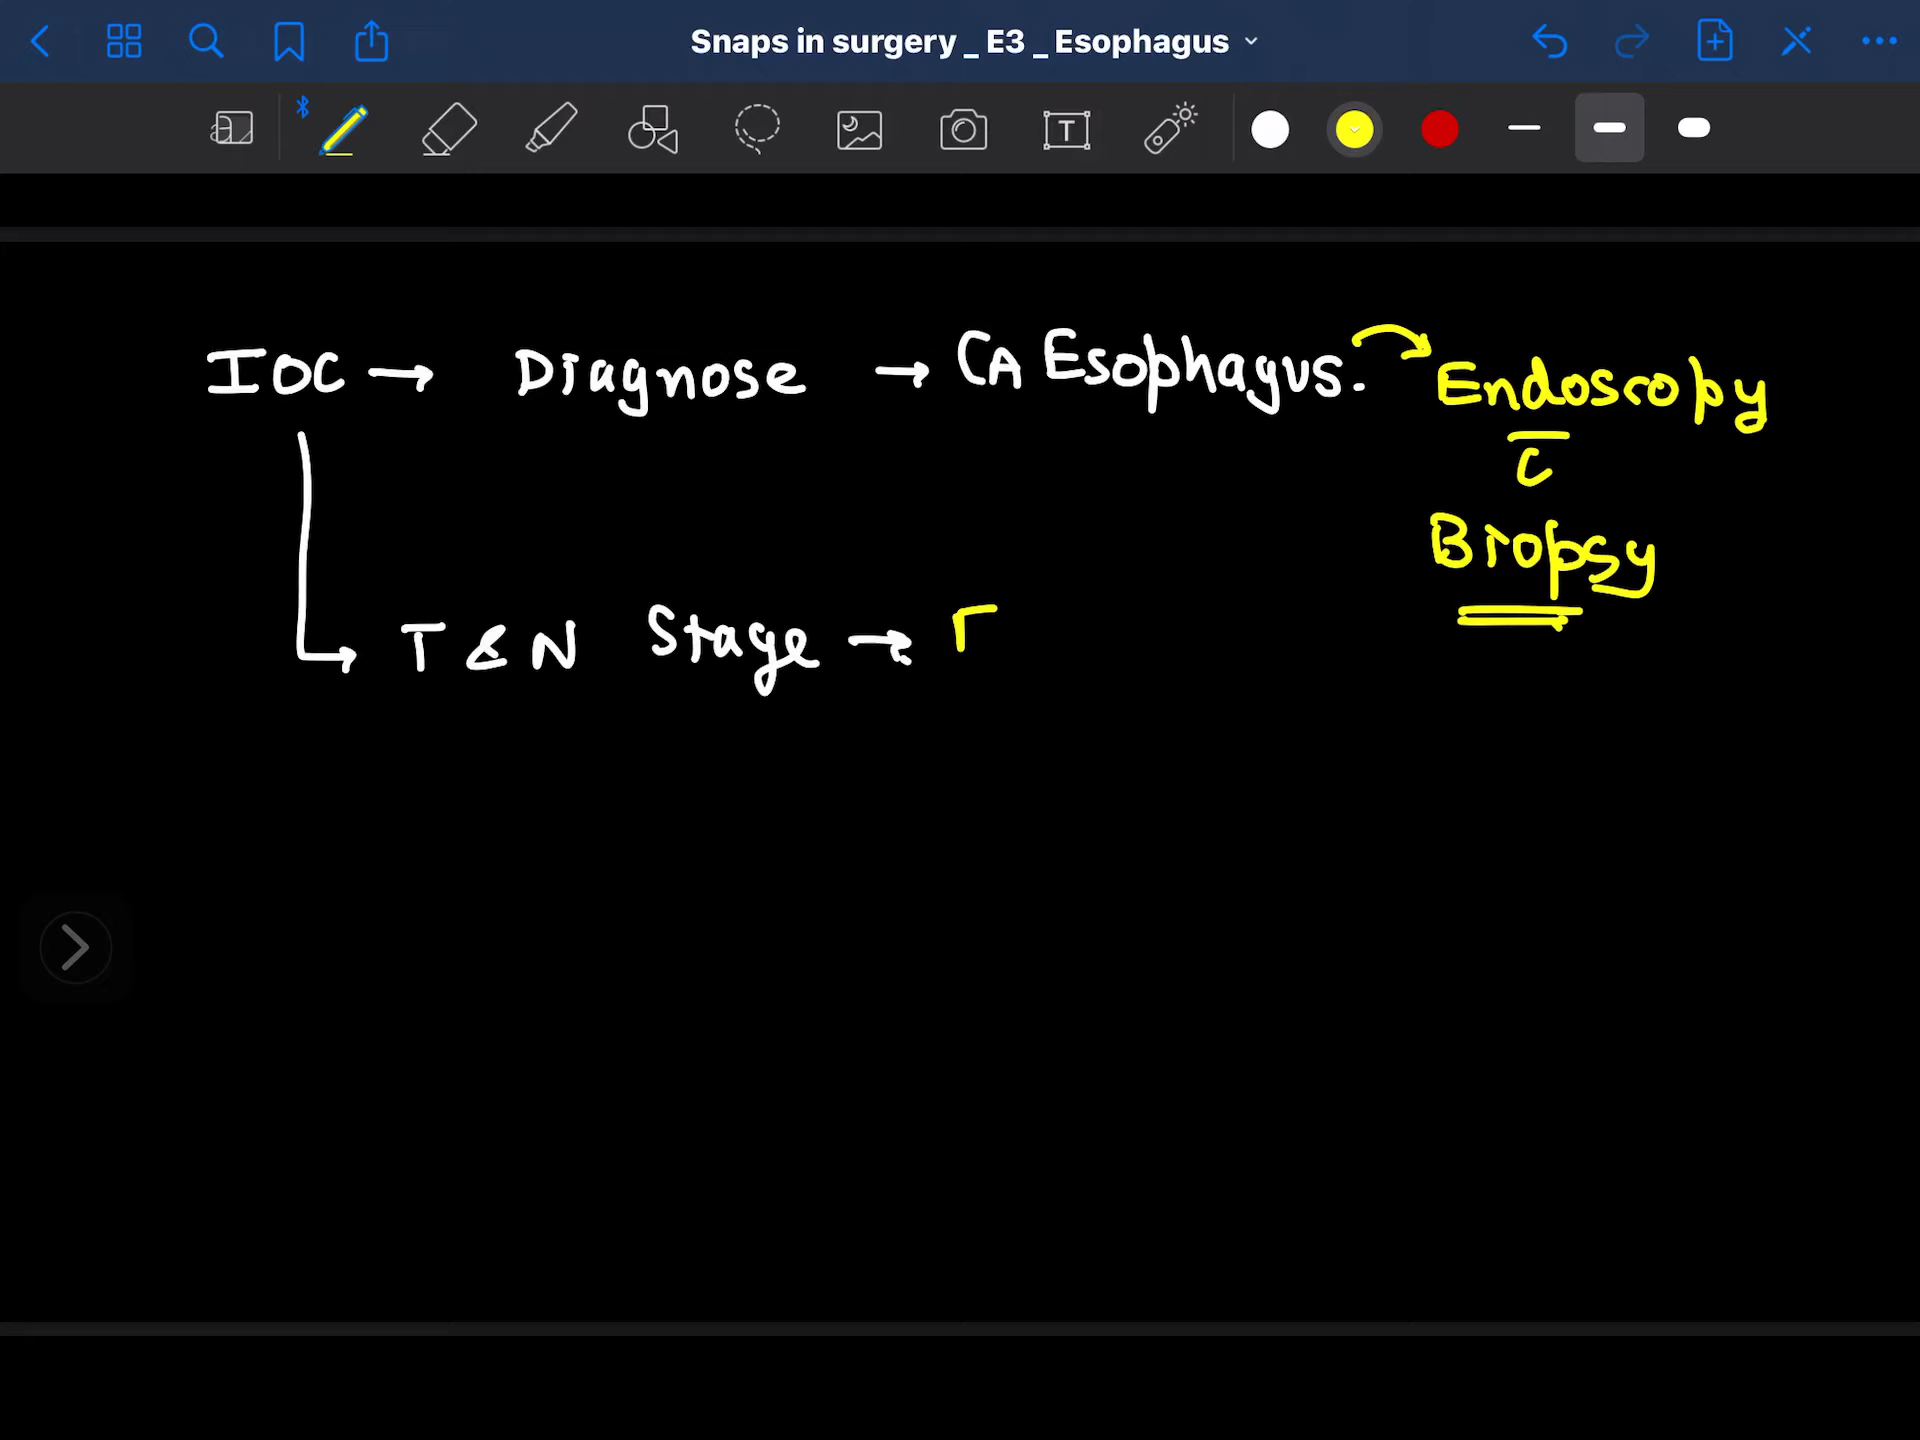 Snaps in surgery _ E3 _ Esophagus
IOC → Diagnose → CA Esophagus. Endoscopy
c̄
Biopsy
T & N Stage →